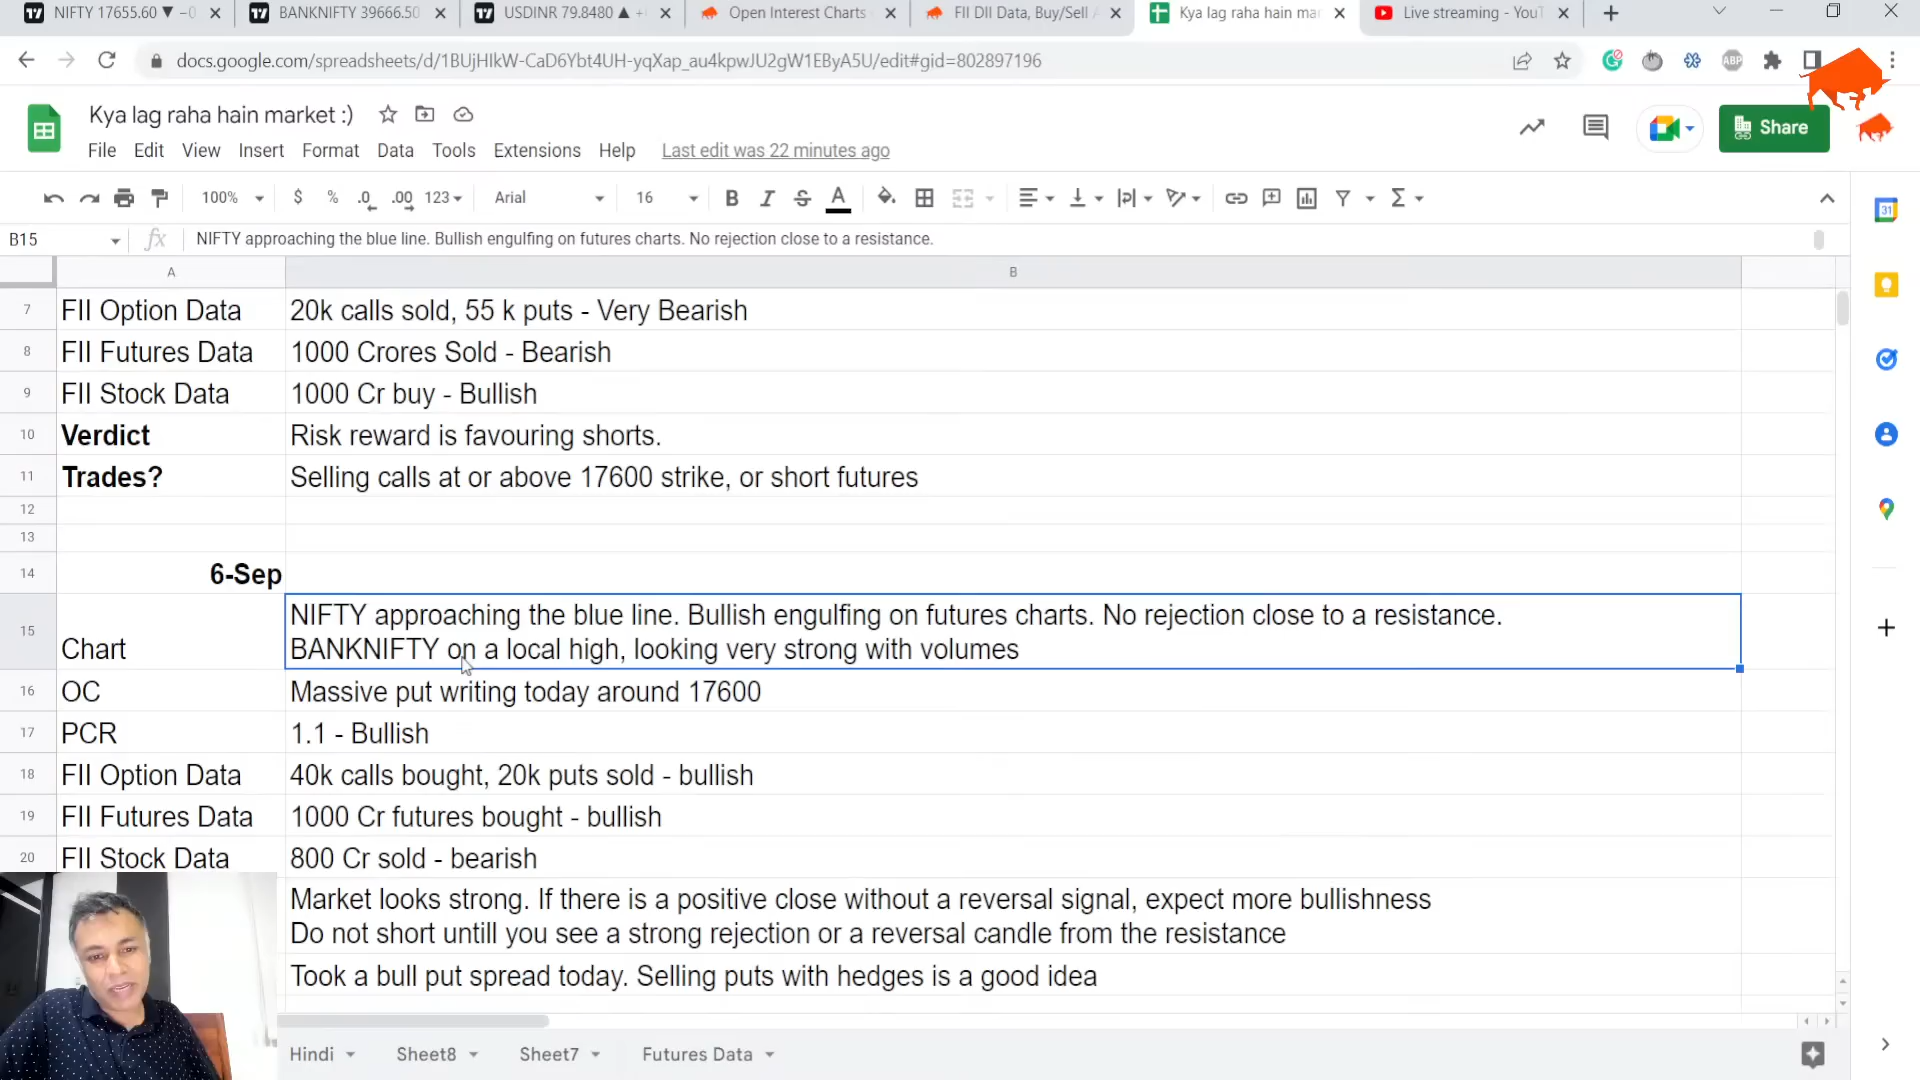 NIFTY 17655.60 ▼ −0
BANKNIFTY 39666.50
USDINR 79.8480 ▲ +
Open Interest Charts
FII DII Data, Buy/Sell
Kya lag raha hain ma
Live streaming - You
docs.google.com/spreadsheets/d/1BUjHIkW-CaD6Ybt4UH-yqXap_au4kpwJU2gW1EByA5U/edit#gid=802897196
ABP
Kya lag raha hain market :)
Share
File Edit View Insert Format Data Tools Extensions Help Last edit was 22 minutes ago
100% $ % .0 .00 123 Arial 16 B I S A
31
B15 fx NIFTY approaching the blue line. Bullish engulfing on futures charts. No rejection close to a resistance.
A B
7 FII Option Data 20k calls sold, 55 k puts - Very Bearish
8 FII Futures Data 1000 Crores Sold - Bearish
9 FII Stock Data 1000 Cr buy - Bullish
10 Verdict Risk reward is favouring shorts.
11 Trades? Selling calls at or above 17600 strike, or short futures
12
13
14 6-Sep
NIFTY approaching the blue line. Bullish engulfing on futures charts. No rejection close to a resistance.
15 Chart BANKNIFTY on a local high, looking very strong with volumes
16 OC Massive put writing today around 17600
17 PCR 1.1 - Bullish
18 FII Option Data 40k calls bought, 20k puts sold - bullish
19 FII Futures Data 1000 Cr futures bought - bullish
20 FII Stock Data 800 Cr sold - bearish
Market looks strong. If there is a positive close without a reversal signal, expect more bullishness
Do not short untill you see a strong rejection or a reversal candle from the resistance
Took a bull put spread today. Selling puts with hedges is a good idea
Hindi Sheet8 Sheet7 Futures Data